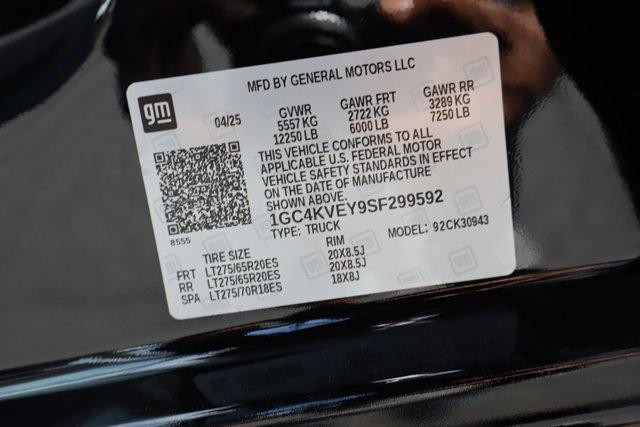 MFD BY GENERAL MOTORS LLC
gm
04/25
GVWR
5557 KG
12250 LB
GAWR FRT
2722 KG
6000 LB
GAWR RR
3289 KG
7250 LB
THIS VEHICLE CONFORMS TO ALL
APPLICABLE U.S. FEDERAL MOTOR
VEHICLE SAFETY STANDARDS IN EFFECT
ON THE DATE OF MANUFACTURE
SHOWN ABOVE.
1GC4KVEY9SF299592
TYPE: TRUCK
MODEL: 92CK30943
8555
TIRE SIZE RIM
FRT LT275/65R20ES 20X8.5J
RR LT275/65R20ES 20X8.5J
SPA LT275/70R18ES 18X8J